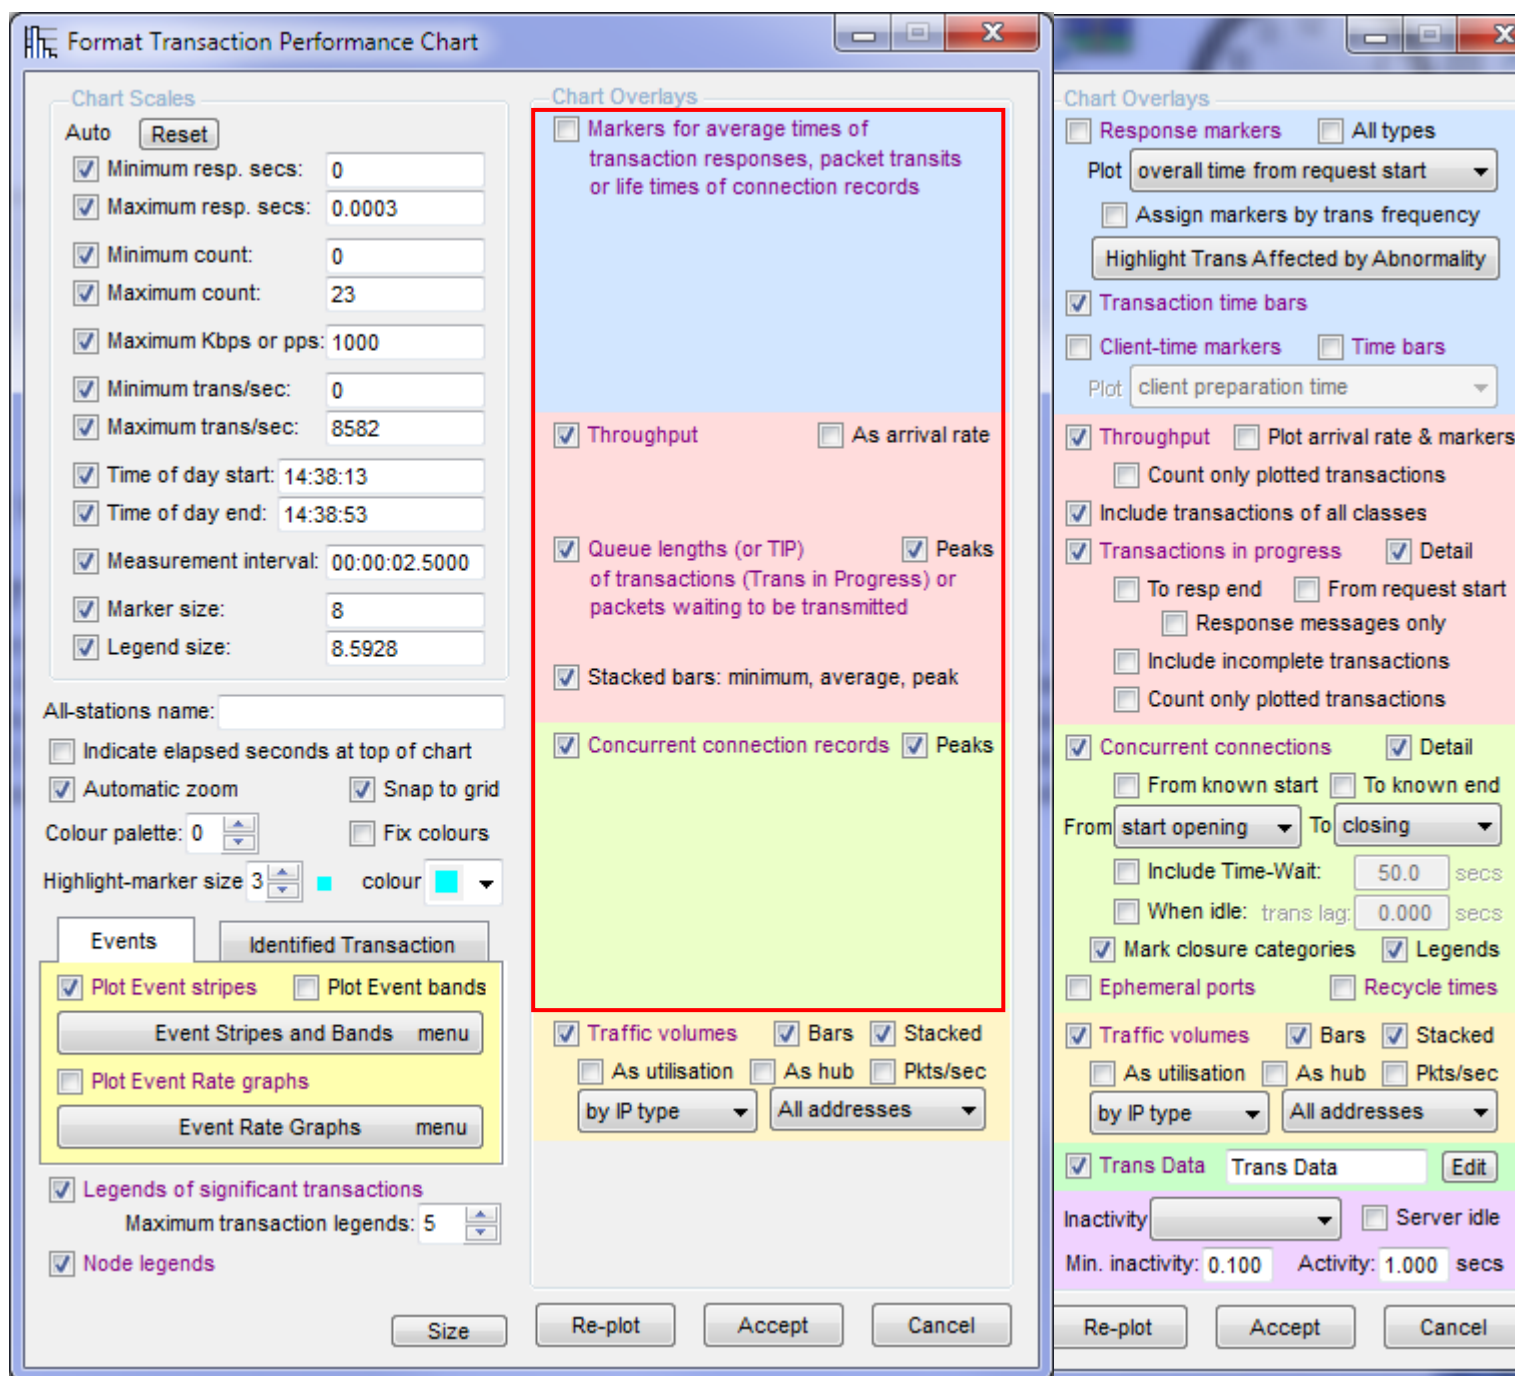 Format Transaction Performance Chart
Chart Scales
Auto Reset
Minimum resp. secs: 0
Maximum resp. secs: 0.0003
Minimum count: 0
Maximum count: 23
Maximum Kbps or pps: 1000
Minimum trans/sec: 0
Maximum trans/sec: 8582
Time of day start: 14:38:13
Time of day end: 14:38:53
Measurement interval: 00:00:02.5000
Marker size: 8
Legend size: 8.5928
All-stations name:
Indicate elapsed seconds at top of chart
Automatic zoom Snap to grid
Colour palette: 0 Fix colours
Highlight-marker size 3 colour
Events Identified Transaction
Plot Event stripes Plot Event bands
Event Stripes and Bands menu
Plot Event Rate graphs
Event Rate Graphs menu
Legends of significant transactions
Maximum transaction legends: 5
Node legends
Size
Chart Overlays
Markers for average times of
transaction responses, packet transits
or life times of connection records
Throughput As arrival rate
Queue lengths (or TIP) Peaks
of transactions (Trans in Progress) or
packets waiting to be transmitted
Stacked bars: minimum, average, peak
Concurrent connection records Peaks
Traffic volumes Bars Stacked
As utilisation As hub Pkts/sec
by IP type All addresses
Re-plot Accept Cancel
Chart Overlays
Response markers All types
Plot overall time from request start
Assign markers by trans frequency
Highlight Trans Affected by Abnormality
Transaction time bars
Client-time markers Time bars
Plot client preparation time
Throughput Plot arrival rate & markers
Count only plotted transactions
Include transactions of all classes
Transactions in progress Detail
To resp end From request start
Response messages only
Include incomplete transactions
Count only plotted transactions
Concurrent connections Detail
From known start To known end
From start opening To closing
Include Time-Wait: 50.0 secs
When idle: trans lag: 0.000 secs
Mark closure categories Legends
Ephemeral ports Recycle times
Traffic volumes Bars Stacked
As utilisation As hub Pkts/sec
by IP type All addresses
Trans Data Trans Data Edit
Inactivity Server idle
Min. inactivity: 0.100 Activity: 1.000 secs
Re-plot Accept Cancel